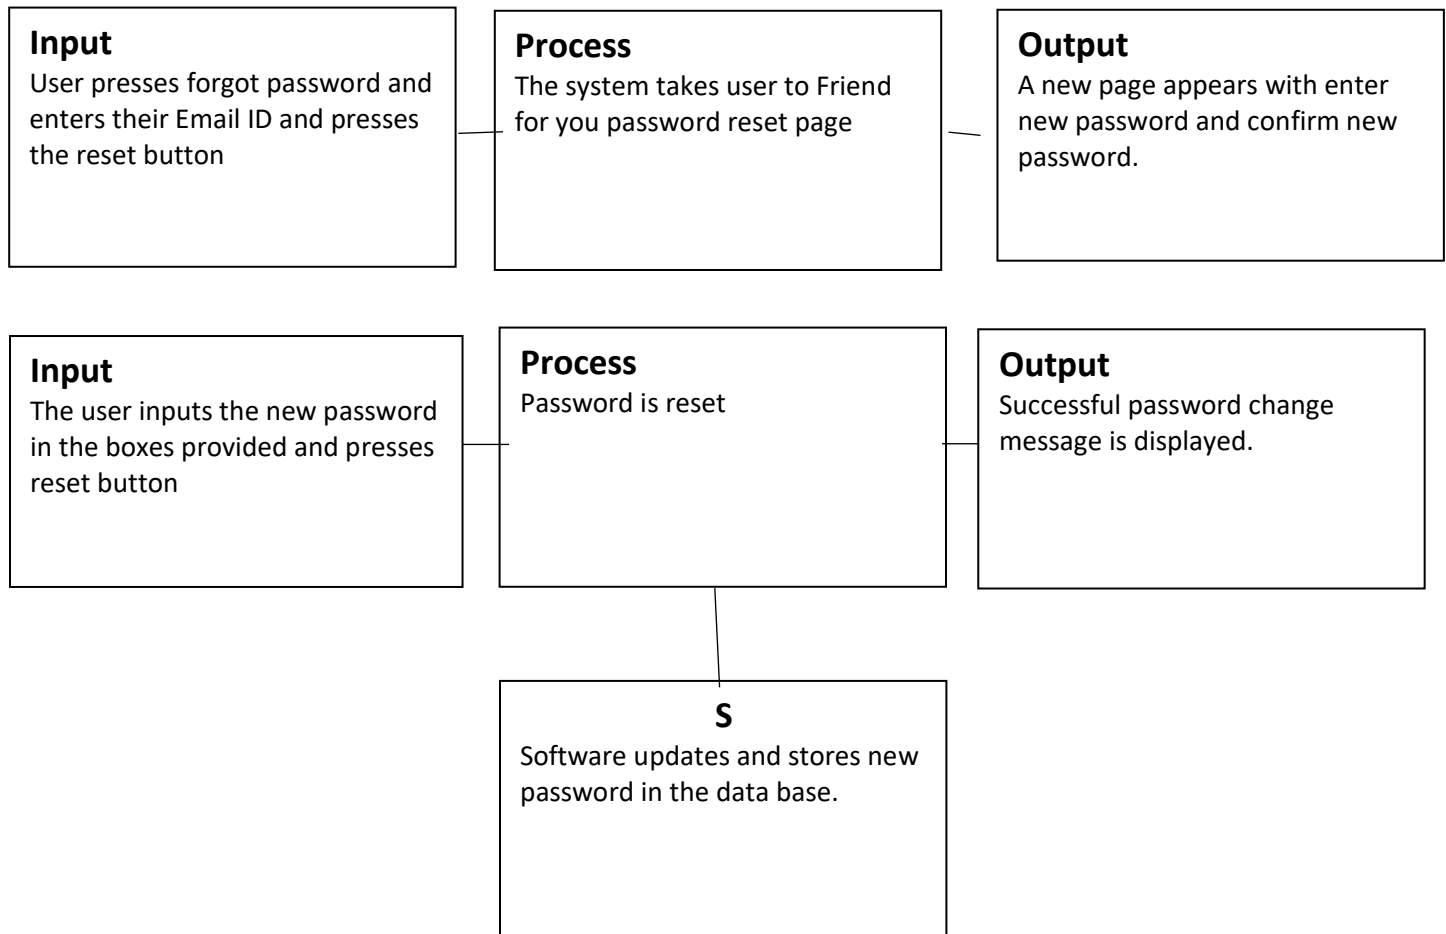 Input
User presses forgot password and
enters their Email ID and presses
the reset button
Process
The system takes user to Friend
for you password reset page
Output
A new page appears with enter
new password and confirm new
password.
Input
The user inputs the new password
in the boxes provided and presses
reset button
Process
Password is reset
Output
Successful password change
message is displayed.
S
Software updates and stores new
password in the data base.